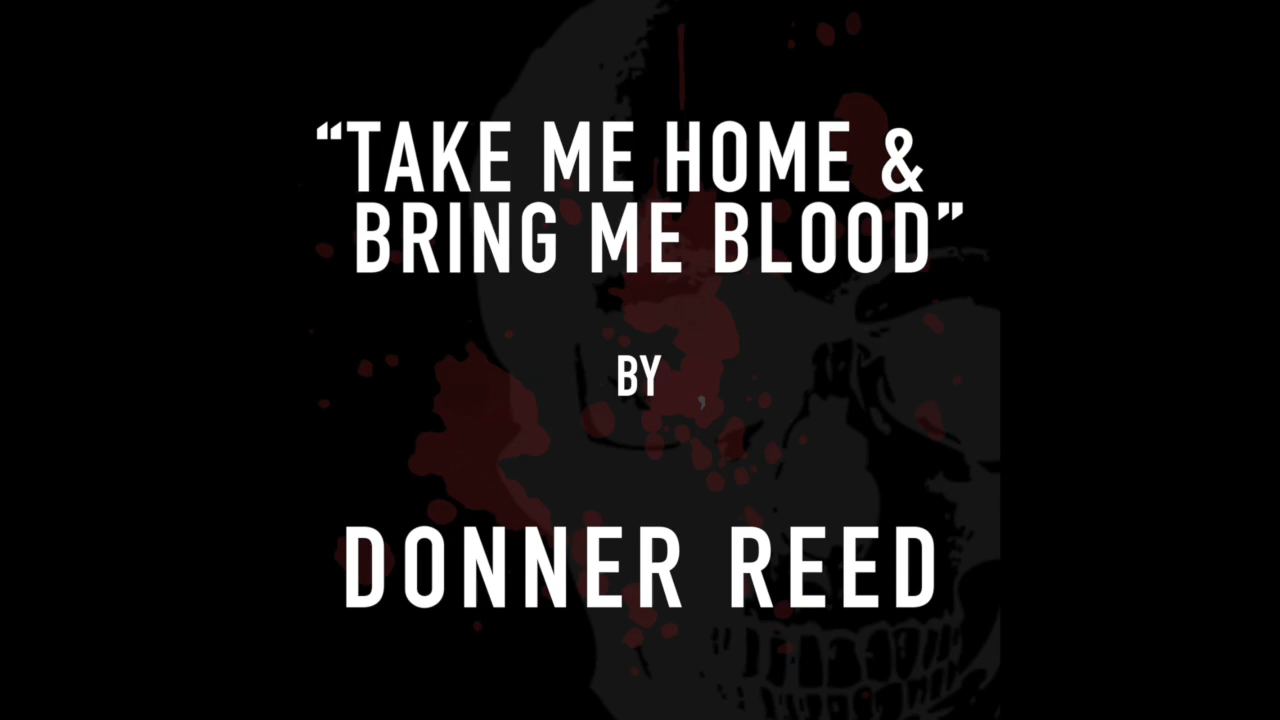 “TAKE ME HOME &
BRING ME BLOOD”
BY
DONNER REED